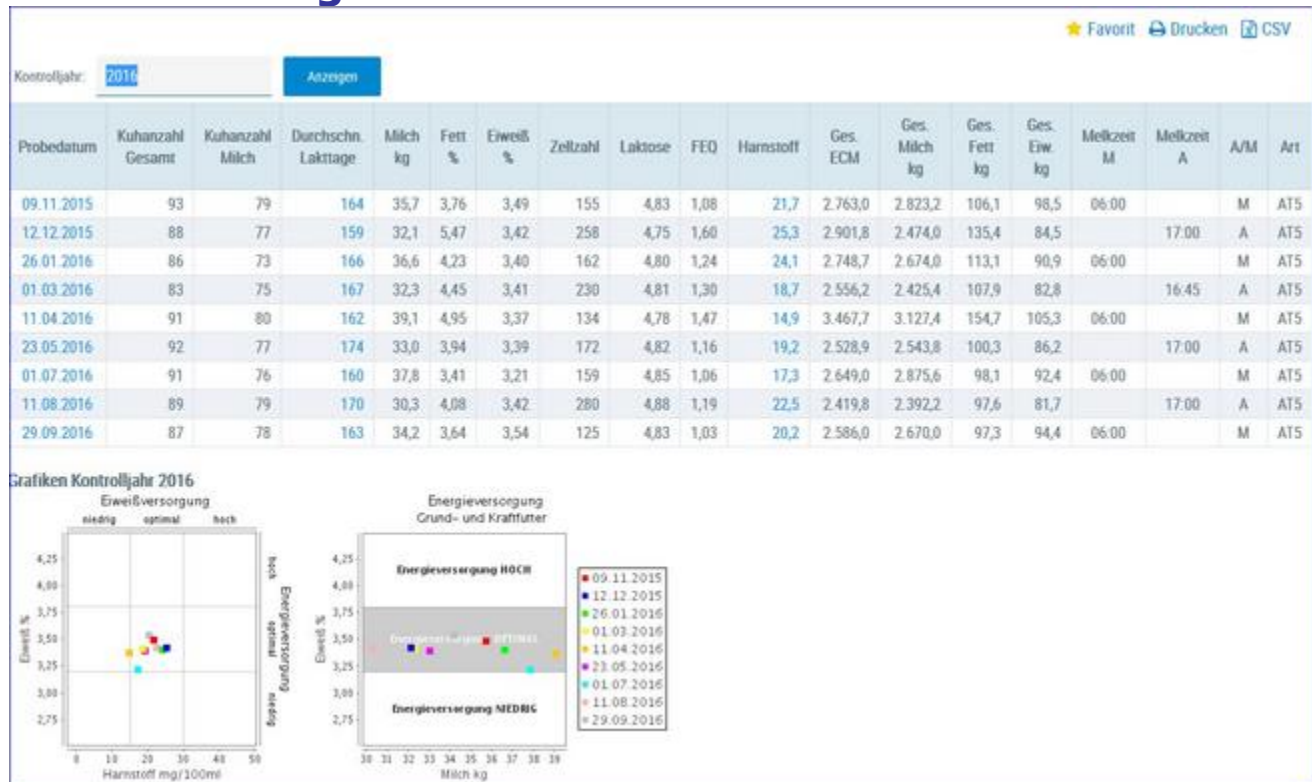 Favorit Drucken CSV
Kontrolljahr: 2016 Anzeigen
Probedatum Kuhanzahl Gesamt Kuhanzahl Milch Durchschn. Lakttage Milch kg Fett % Eiweiß % Zellzahl Laktose FEQ Harnstoff Ges. ECM Ges. Milch kg Ges. Fett kg Ges. Eiw. kg Melkzeit M Melkzeit A A/M Art
09.11.2015 93 79 164 35,7 3,76 3,49 155 4,83 1,08 21,7 2.763,0 2.823,2 106,1 98,5 06:00 M AT5
12.12.2015 88 77 159 32,1 5,47 3,42 258 4,75 1,60 25,3 2.901,8 2.474,0 135,4 84,5 17:00 A AT5
26.01.2016 86 73 166 36,6 4,23 3,40 162 4,80 1,24 24,1 2.748,7 2.674,0 113,1 90,9 06:00 M AT5
01.03.2016 83 75 167 32,3 4,45 3,41 230 4,81 1,30 18,7 2.556,2 2.425,4 107,9 82,8 16:45 A AT5
11.04.2016 91 80 162 39,1 4,95 3,37 134 4,78 1,47 14,9 3.467,7 3.127,4 154,7 105,3 06:00 M AT5
23.05.2016 92 77 174 33,0 3,94 3,39 172 4,82 1,16 19,2 2.528,9 2.543,8 100,3 86,2 17:00 A AT5
01.07.2016 91 76 160 37,8 3,41 3,21 159 4,85 1,06 17,3 2.649,0 2.875,6 98,1 92,4 06:00 M AT5
11.08.2016 89 79 170 30,3 4,08 3,42 280 4,88 1,19 22,5 2.419,8 2.392,2 97,6 81,7 17:00 A AT5
29.09.2016 87 78 163 34,2 3,64 3,54 125 4,83 1,03 20,2 2.586,0 2.670,0 97,3 94,4 06:00 M AT5
Grafiken Kontrolljahr 2016
Eiweißversorgung
niedrig optimal hoch
4,25
4,00
3,75
3,50
3,25
3,00
2,75
Eiweiß %
hoch
optimal
niedrig
Energieversorgung
0 10 20 30 40 50
Harnstoff mg/100ml
Energieversorgung
Grund- und Kraftfutter
4,25
4,00
3,75
3,50
3,25
3,00
2,75
Eiweiß %
Energieversorgung HOCH
Energieversorgung OPTIMAL
Energieversorgung NIEDRIG
30 31 32 33 34 35 36 37 38 39
Milch kg
09.11.2015
12.12.2015
26.01.2016
01.03.2016
11.04.2016
23.05.2016
01.07.2016
11.08.2016
29.09.2016